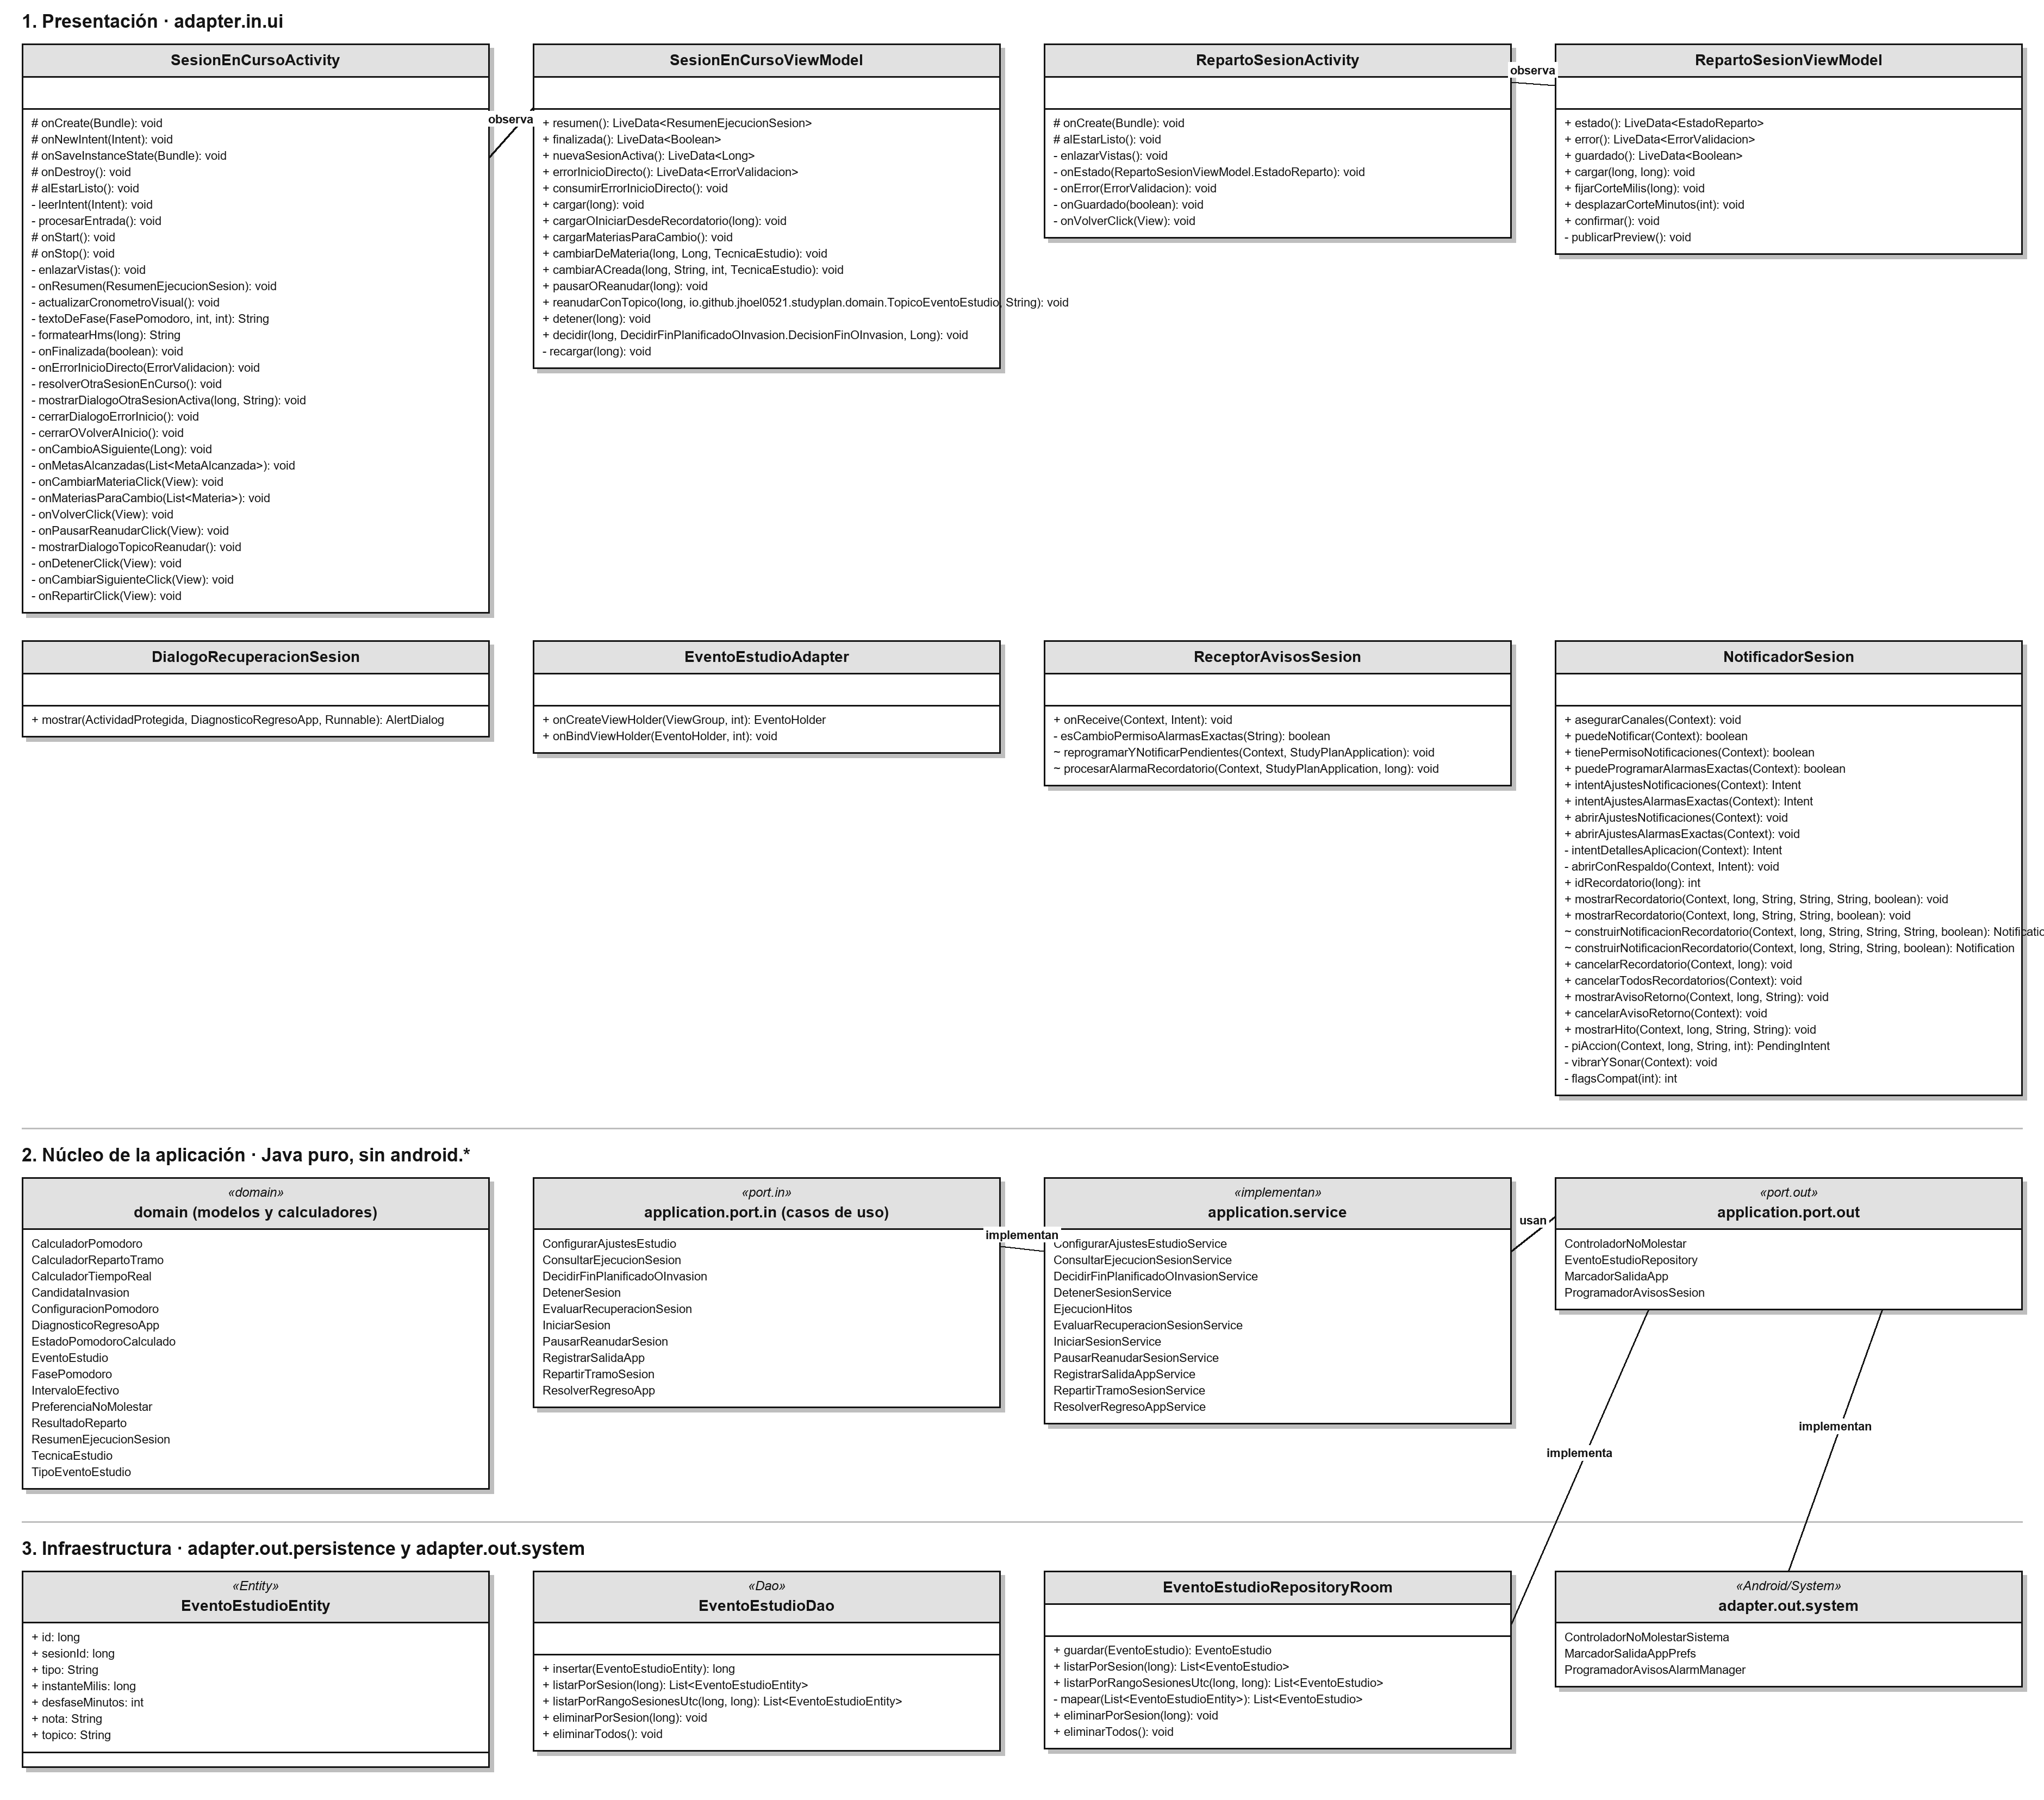 1. Presentación · adapter.in.ui
SesionEnCursoActivity
# onCreate(Bundle): void
# onNewIntent(Intent): void
# onSaveInstanceState(Bundle): void
# onDestroy(): void
# alEstarListo(): void
- leerIntent(Intent): void
- procesarEntrada(): void
# onStart(): void
# onStop(): void
- enlazarVistas(): void
- onResumen(ResumenEjecucionSesion): void
- actualizarCronometroVisual(): void
- textoDeFase(FasePomodoro, int, int): String
- formatearHms(long): String
- onFinalizada(boolean): void
- onErrorInicioDirecto(ErrorValidacion): void
- resolverOtraSesionEnCurso(): void
- mostrarDialogoOtraSesionActiva(long, String): void
- cerrarDialogoErrorInicio(): void
- cerrarOVolverAInicio(): void
- onCambioASiguiente(Long): void
- onMetasAlcanzadas(List<MetaAlcanzada>): void
- onCambiarMateriaClick(View): void
- onMateriasParaCambio(List<Materia>): void
- onVolverClick(View): void
- onPausarReanudarClick(View): void
- mostrarDialogoTopicoReanudar(): void
- onDetenerClick(View): void
- onCambiarSiguienteClick(View): void
- onRepartirClick(View): void
observa
SesionEnCursoViewModel
+ resumen(): LiveData<ResumenEjecucionSesion>
+ finalizada(): LiveData<Boolean>
+ nuevaSesionActiva(): LiveData<Long>
+ errorInicioDirecto(): LiveData<ErrorValidacion>
+ consumirErrorInicioDirecto(): void
+ cargar(long): void
+ cargarOIniciarDesdeRecordatorio(long): void
+ cargarMateriasParaCambio(): void
+ cambiarDeMateria(long, Long, TecnicaEstudio): void
+ cambiarACreada(long, String, int, TecnicaEstudio): void
+ pausarOReanudar(long): void
+ reanudarConTopico(long, io.github.jhoel0521.studyplan.domain.TopicoEventoEstudio, String): void
+ detener(long): void
+ decidir(long, DecidirFinPlanificadoOInvasion.DecisionFinOInvasion, Long): void
- recargar(long): void
RepartoSesionActivity
# onCreate(Bundle): void
# alEstarListo(): void
- enlazarVistas(): void
- onEstado(RepartoSesionViewModel.EstadoReparto): void
- onError(ErrorValidacion): void
- onGuardado(boolean): void
- onVolverClick(View): void
observa
RepartoSesionViewModel
+ estado(): LiveData<EstadoReparto>
+ error(): LiveData<ErrorValidacion>
+ guardado(): LiveData<Boolean>
+ cargar(long, long): void
+ fijarCorteMilis(long): void
+ desplazarCorteMinutos(int): void
+ confirmar(): void
- publicarPreview(): void
DialogoRecuperacionSesion
+ mostrar(ActividadProtegida, DiagnosticoRegresoApp, Runnable): AlertDialog
EventoEstudioAdapter
+ onCreateViewHolder(ViewGroup, int): EventoHolder
+ onBindViewHolder(EventoHolder, int): void
ReceptorAvisosSesion
+ onReceive(Context, Intent): void
- esCambioPermisoAlarmasExactas(String): boolean
~ reprogramarYNotificarPendientes(Context, StudyPlanApplication): void
~ procesarAlarmaRecordatorio(Context, StudyPlanApplication, long): void
NotificadorSesion
+ asegurarCanales(Context): void
+ puedeNotificar(Context): boolean
+ tienePermisoNotificaciones(Context): boolean
+ puedeProgramarAlarmasExactas(Context): boolean
+ intentAjustesNotificaciones(Context): Intent
+ intentAjustesAlarmasExactas(Context): Intent
+ abrirAjustesNotificaciones(Context): void
+ abrirAjustesAlarmasExactas(Context): void
- intentDetallesAplicacion(Context): Intent
- abrirConRespaldo(Context, Intent): void
+ idRecordatorio(long): int
+ mostrarRecordatorio(Context, long, String, String, String, boolean): void
+ mostrarRecordatorio(Context, long, String, String, boolean): void
~ construirNotificacionRecordatorio(Context, long, String, String, String, boolean): Notificatio
~ construirNotificacionRecordatorio(Context, long, String, String, boolean): Notification
+ cancelarRecordatorio(Context, long): void
+ cancelarTodosRecordatorios(Context): void
+ mostrarAvisoRetorno(Context, long, String): void
+ cancelarAvisoRetorno(Context): void
+ mostrarHito(Context, long, String, String): void
- piAccion(Context, long, String, int): PendingIntent
- vibrarYSonar(Context): void
- flagsCompat(int): int
2. Núcleo de la aplicación · Java puro, sin android.*
«domain»
domain (modelos y calculadores)
CalculadorPomodoro
CalculadorRepartoTramo
CalculadorTiempoReal
CandidataInvasion
ConfiguracionPomodoro
DiagnosticoRegresoApp
EstadoPomodoroCalculado
EventoEstudio
FasePomodoro
IntervaloEfectivo
PreferenciaNoMolestar
ResultadoReparto
ResumenEjecucionSesion
TecnicaEstudio
TipoEventoEstudio
«port.in»
application.port.in (casos de uso)
ConfigurarAjustesEstudio
ConsultarEjecucionSesion
DecidirFinPlanificadoOInvasion
DetenerSesion
EvaluarRecuperacionSesion
IniciarSesion
PausarReanudarSesion
RegistrarSalidaApp
RepartirTramoSesion
ResolverRegresoApp
implementan
«implementan»
application.service
ConfigurarAjustesEstudioService
ConsultarEjecucionSesionService
DecidirFinPlanificadoOInvasionService
DetenerSesionService
EjecucionHitos
EvaluarRecuperacionSesionService
IniciarSesionService
PausarReanudarSesionService
RegistrarSalidaAppService
RepartirTramoSesionService
ResolverRegresoAppService
usan
«port.out»
application.port.out
ControladorNoMolestar
EventoEstudioRepository
MarcadorSalidaApp
ProgramadorAvisosSesion
implementa
implementan
3. Infraestructura · adapter.out.persistence y adapter.out.system
«Entity»
EventoEstudioEntity
+ id: long
+ sesionId: long
+ tipo: String
+ instanteMilis: long
+ desfaseMinutos: int
+ nota: String
+ topico: String
«Dao»
EventoEstudioDao
+ insertar(EventoEstudioEntity): long
+ listarPorSesion(long): List<EventoEstudioEntity>
+ listarPorRangoSesionesUtc(long, long): List<EventoEstudioEntity>
+ eliminarPorSesion(long): void
+ eliminarTodos(): void
EventoEstudioRepositoryRoom
+ guardar(EventoEstudio): EventoEstudio
+ listarPorSesion(long): List<EventoEstudio>
+ listarPorRangoSesionesUtc(long, long): List<EventoEstudio>
- mapear(List<EventoEstudioEntity>): List<EventoEstudio>
+ eliminarPorSesion(long): void
+ eliminarTodos(): void
«Android/System»
adapter.out.system
ControladorNoMolestarSistema
MarcadorSalidaAppPrefs
ProgramadorAvisosAlarmManager